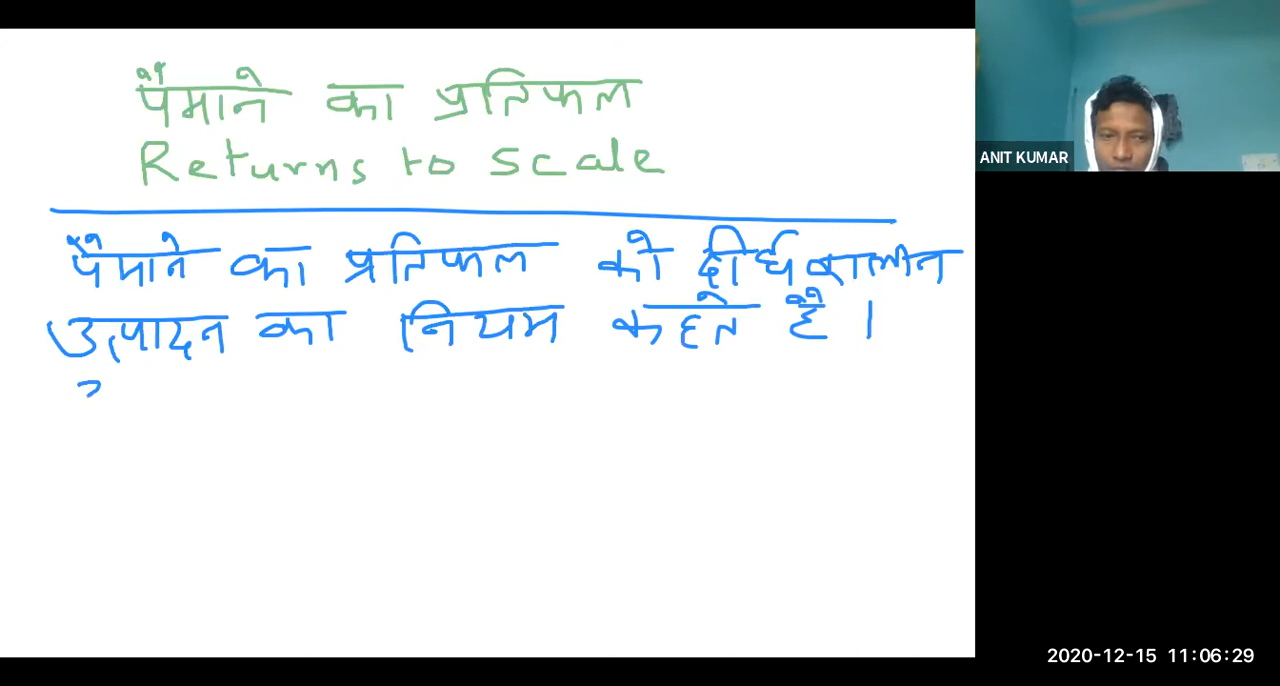 पैमाने का प्रतिफल
Returns to Scale
पैमाने का प्रतिफल को दीर्घकालीन
उत्पादन का नियम कहते है।
ANIT KUMAR
2020-12-15 11:06:29